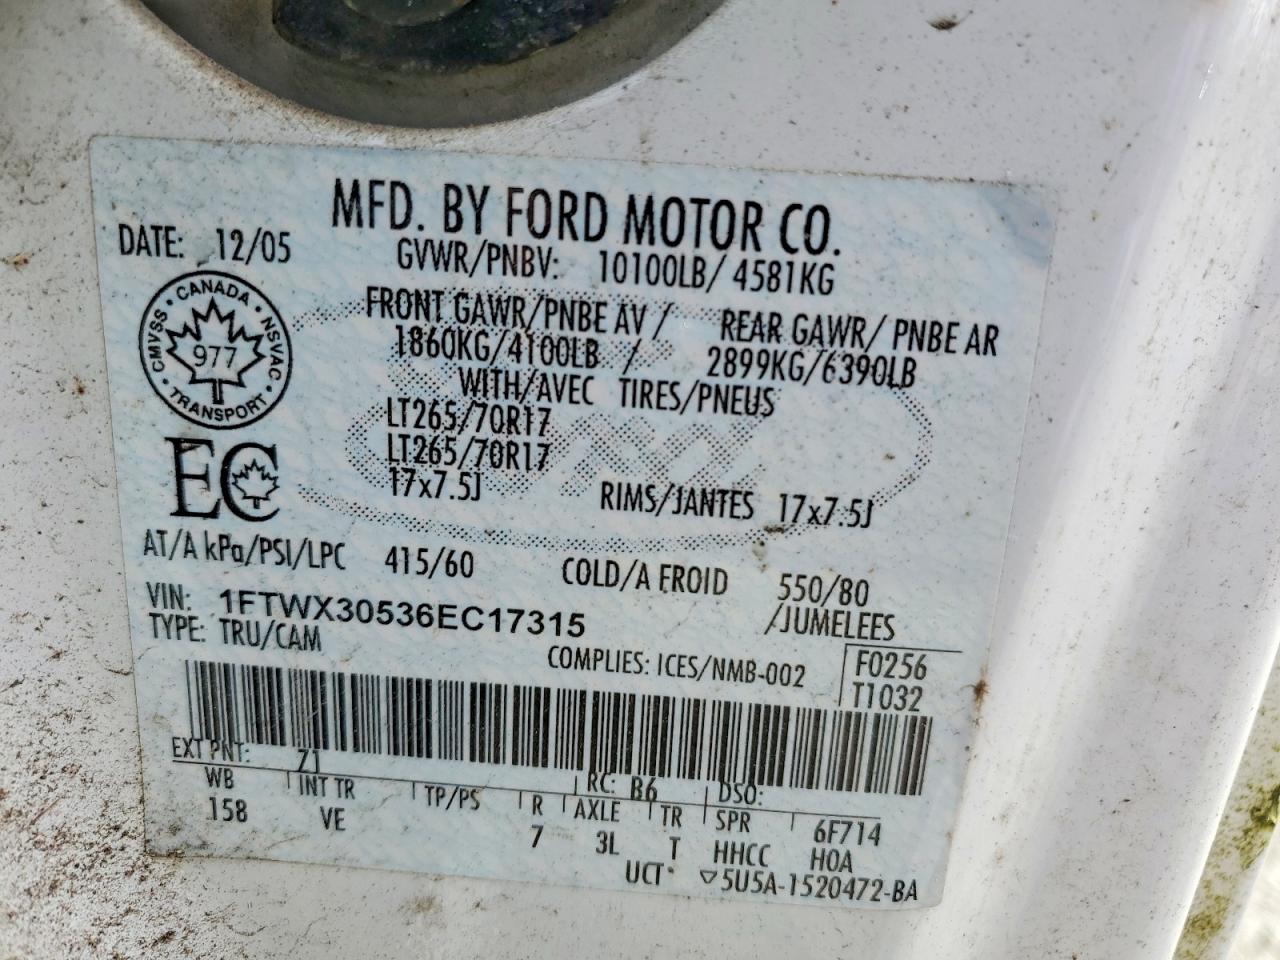 MFD. BY FORD MOTOR CO.
DATE: 12/05
GVWR/PNBV: 10100LB/ 4581KG
CANADA
CMVSS
NSVAC
977
TRANSPORT
FRONT GAWR/PNBE AV / REAR GAWR/ PNBE AR
1860KG/4100LB / 2899KG/6390LB
WITH/AVEC TIRES/PNEUS
LT265/70R17
LT265/70R17
EC
17x7.5J RIMS/JANTES 17x7.5J
AT/A kPa/PSI/LPC 415/60 COLD/A FROID 550/80
VIN: 1FTWX30536EC17315 /JUMELEES
TYPE: TRU/CAM
COMPLIES: ICES/NMB-002 F0256
T1032
EXT PNT: Z1 RC: B6 DSO:
WB INT TR TP/PS R AXLE TR SPR 6F714
158 VE 7 3L T HHCC HOA
UCT ▽5U5A-1520472-BA